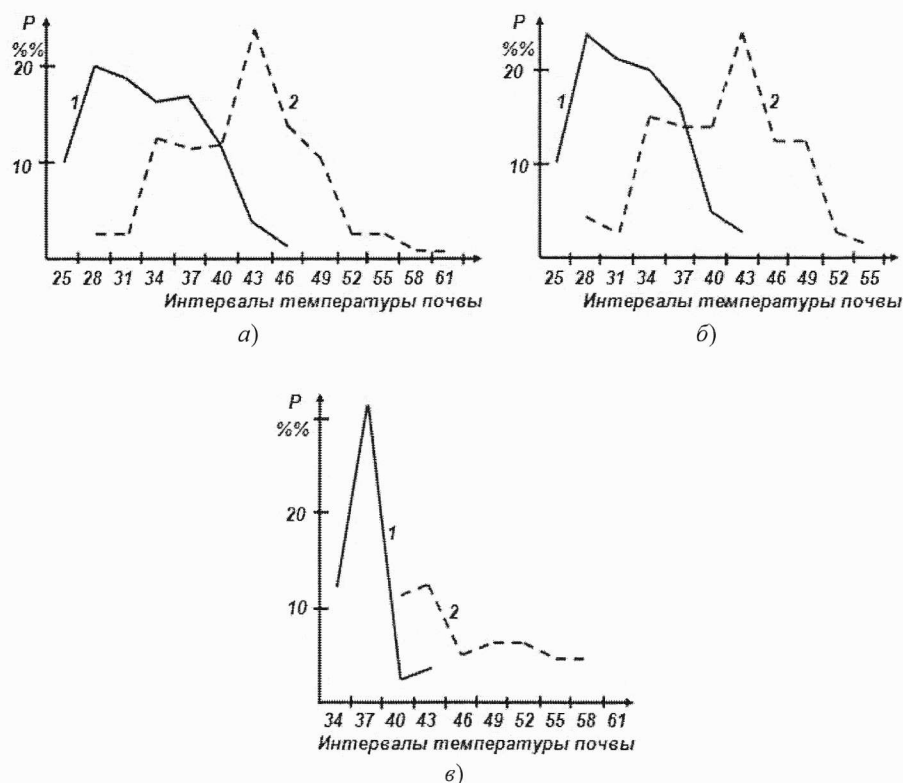 P
%%
20
10
1
2
25 28 31 34 37 40 43 46 49 52 55 58 61
Интервалы температуры почвы
а)
P
%%
20
10
1
2
25 28 31 34 37 40 43 46 49 52 55
Интервалы температуры почвы
б)
P
%%
20
10
1
2
34 37 40 43 46 49 52 55 58 61
Интервалы температуры почвы
в)